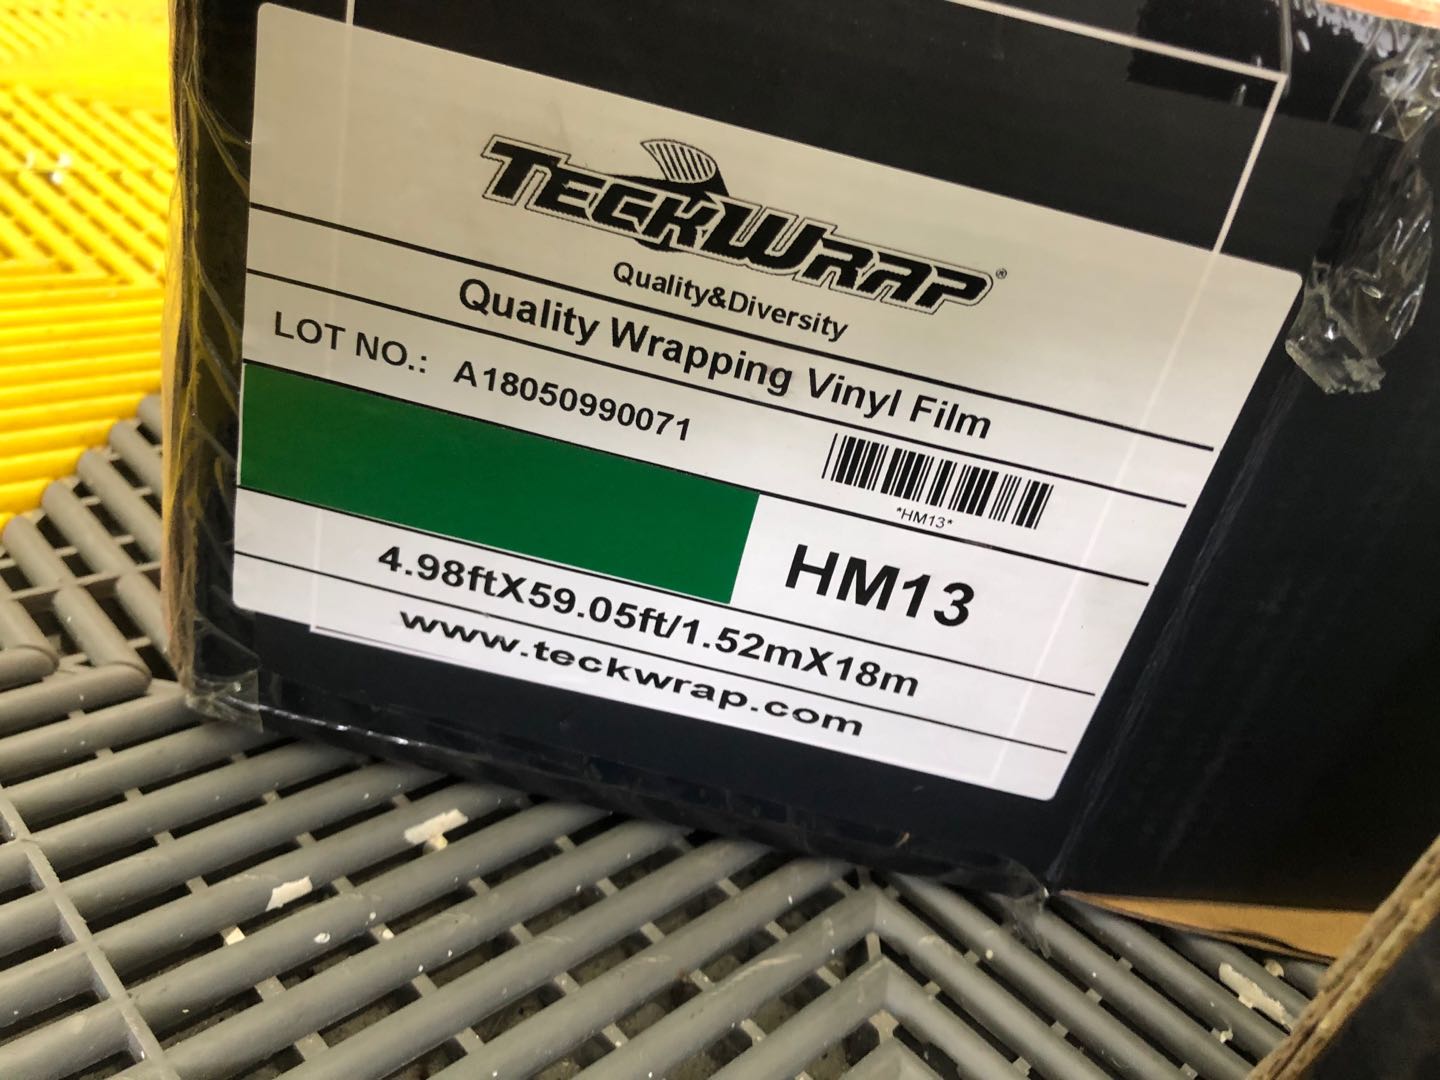 TECKWRAP®
Quality&Diversity
Quality Wrapping Vinyl Film
LOT NO.: A18050990071
*HM13*
HM13
4.98ftX59.05ft/1.52mX18m
www.teckwrap.com